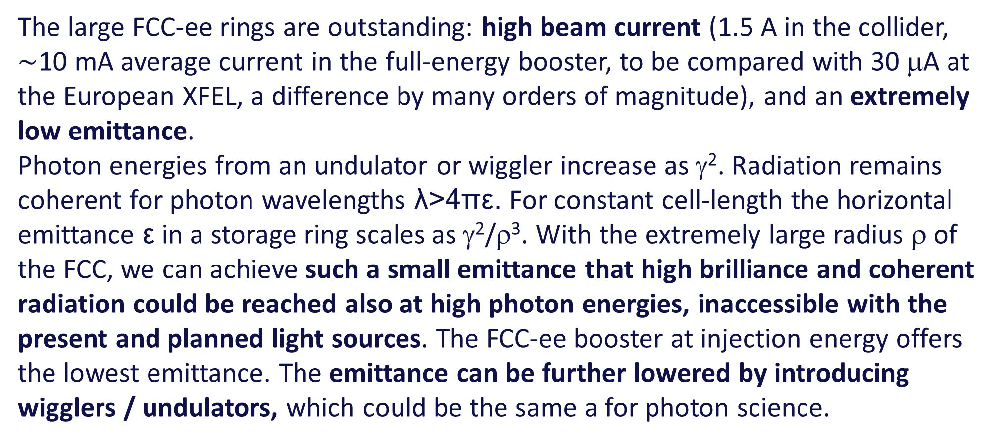 The large FCC-ee rings are outstanding: high beam current (1.5 A in the collider,
~10 mA average current in the full-energy booster, to be compared with 30 μA at
the European XFEL, a difference by many orders of magnitude), and an extremely
low emittance.
Photon energies from an undulator or wiggler increase as γ². Radiation remains
coherent for photon wavelengths λ>4πε. For constant cell-length the horizontal
emittance ε in a storage ring scales as γ²/ρ³. With the extremely large radius ρ of
the FCC, we can achieve such a small emittance that high brilliance and coherent
radiation could be reached also at high photon energies, inaccessible with the
present and planned light sources. The FCC-ee booster at injection energy offers
the lowest emittance. The emittance can be further lowered by introducing
wigglers / undulators, which could be the same a for photon science.